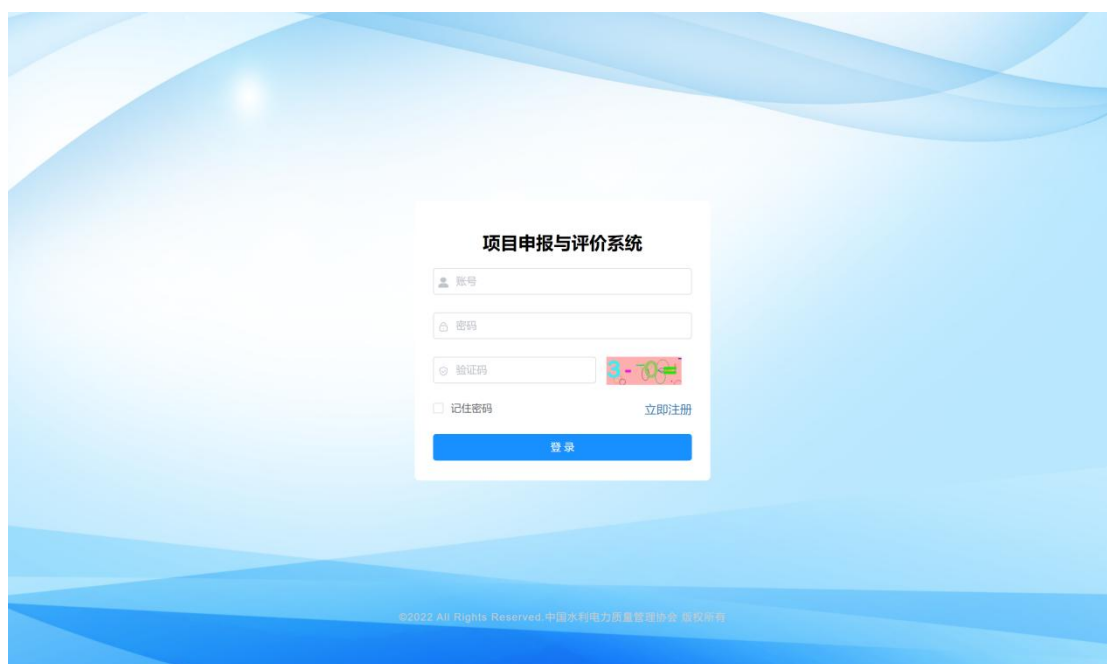 项目申报与评价系统
账号
密码
验证码
3-0=
记住密码
立即注册
登 录
©2022 All Rights Reserved.中国水利电力质量管理协会 版权所有